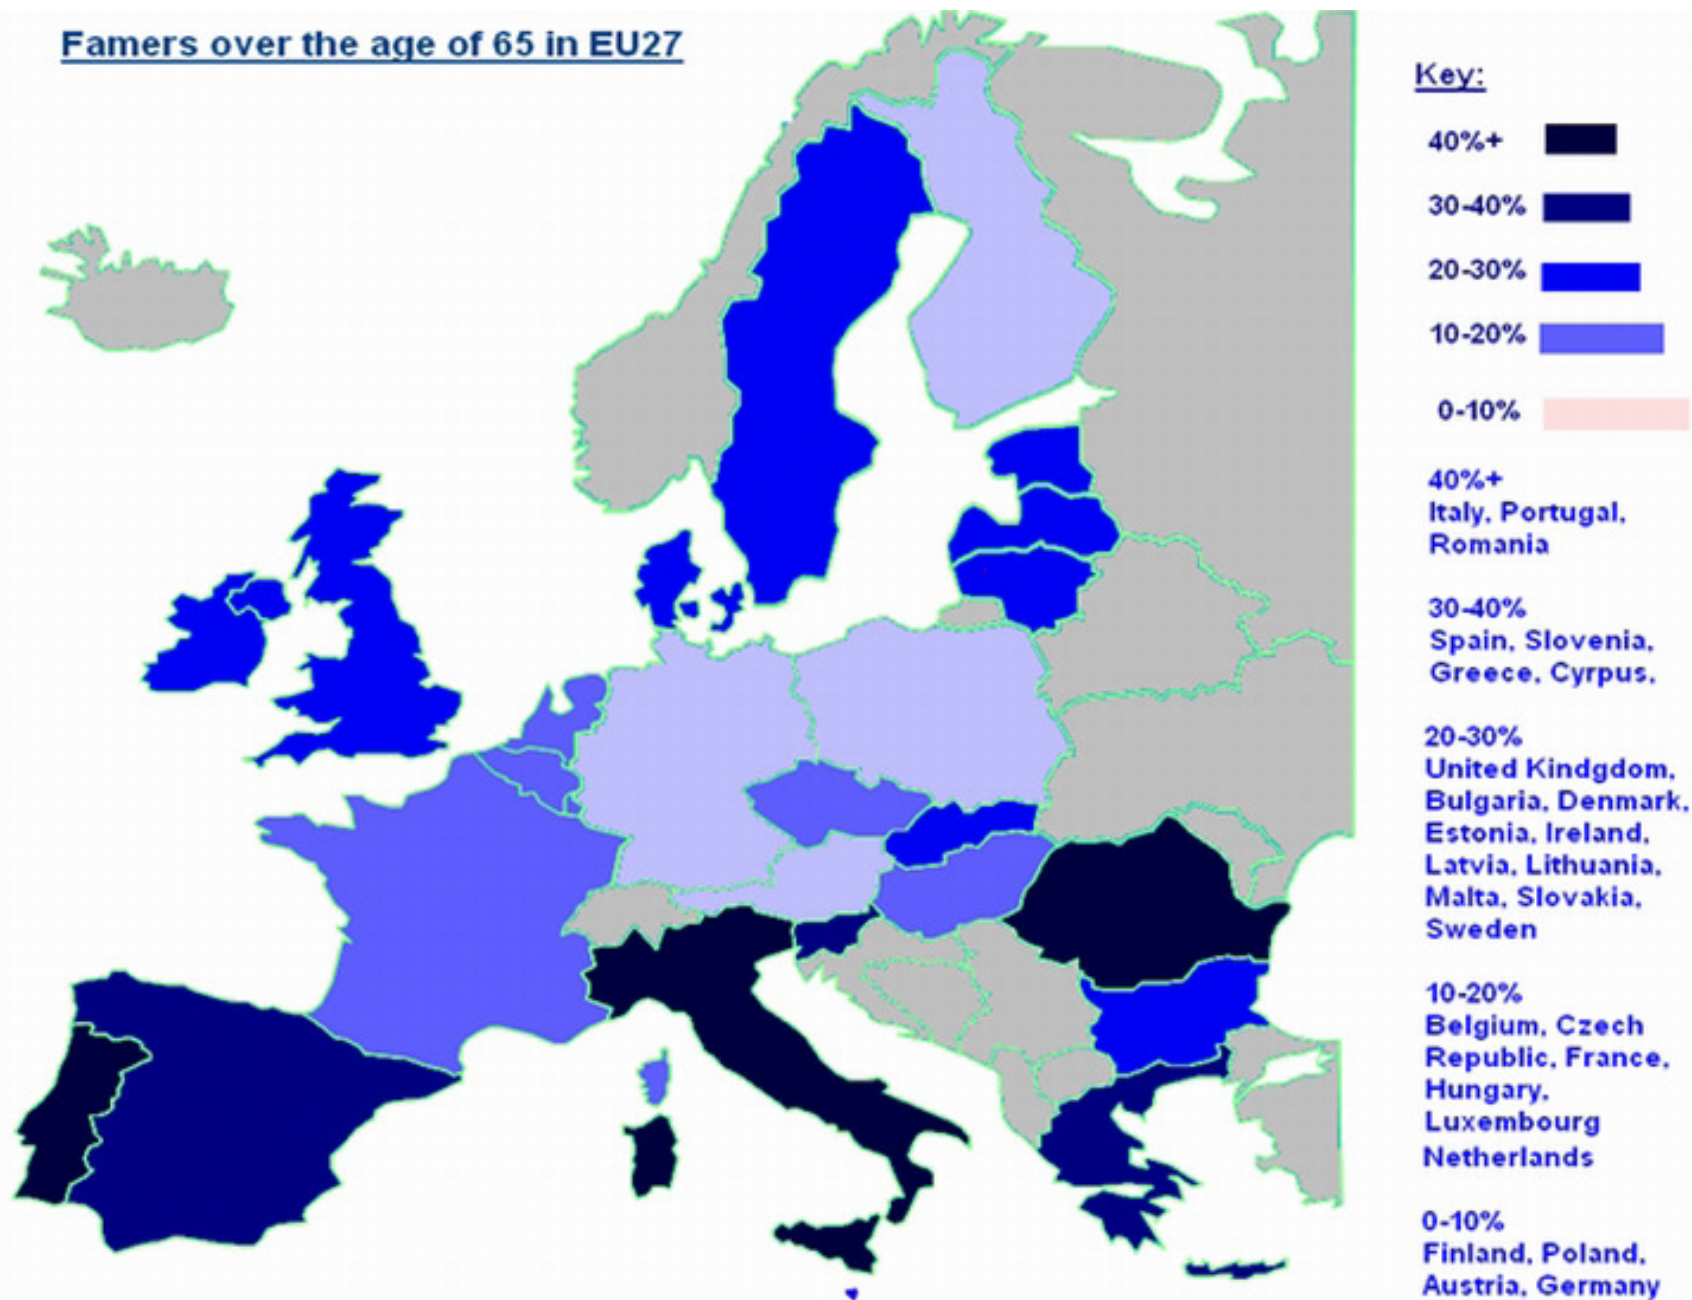 Famers over the age of 65 in EU27
Key:
40%+
30-40%
20-30%
10-20%
0-10%
40%+
Italy, Portugal,
Romania
30-40%
Spain, Slovenia,
Greece, Cyrpus,
20-30%
United Kindgdom,
Bulgaria, Denmark,
Estonia, Ireland,
Latvia, Lithuania,
Malta, Slovakia,
Sweden
10-20%
Belgium, Czech
Republic, France,
Hungary,
Luxembourg
Netherlands
0-10%
Finland, Poland,
Austria, Germany